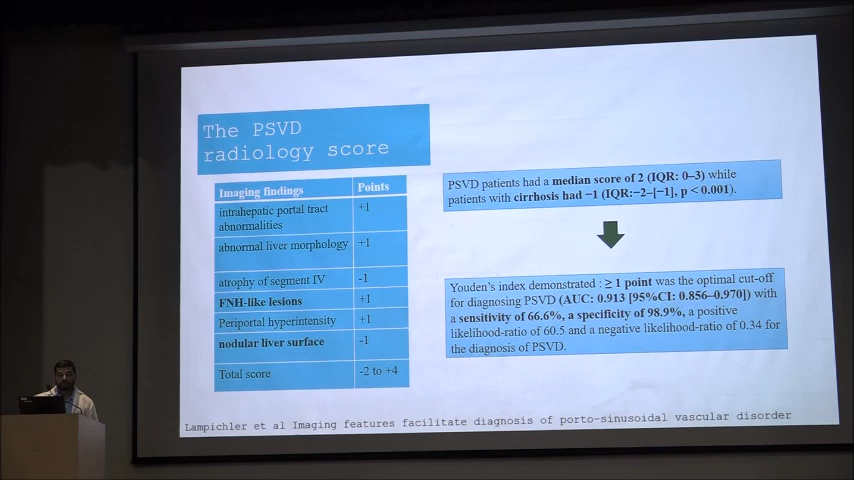 The PSVD
radiology score
Imaging findings Points
intrahepatic portal tract +1
abnormalities
abnormal liver morphology +1
atrophy of segment IV -1
FNH-like lesions +1
Periportal hyperintensity +1
nodular liver surface -1
Total score -2 to +4
PSVD patients had a median score of 2 (IQR: 0–3) while
patients with cirrhosis had −1 (IQR:−2–[−1], p < 0.001).
Youden's index demonstrated : ≥ 1 point was the optimal cut-off
for diagnosing PSVD (AUC: 0.913 [95%CI: 0.856–0.970]) with
a sensitivity of 66.6%, a specificity of 98.9%, a positive
likelihood-ratio of 60.5 and a negative likelihood-ratio of 0.34 for
the diagnosis of PSVD.
Lampichler et al Imaging features facilitate diagnosis of porto-sinusoidal vascular disorder